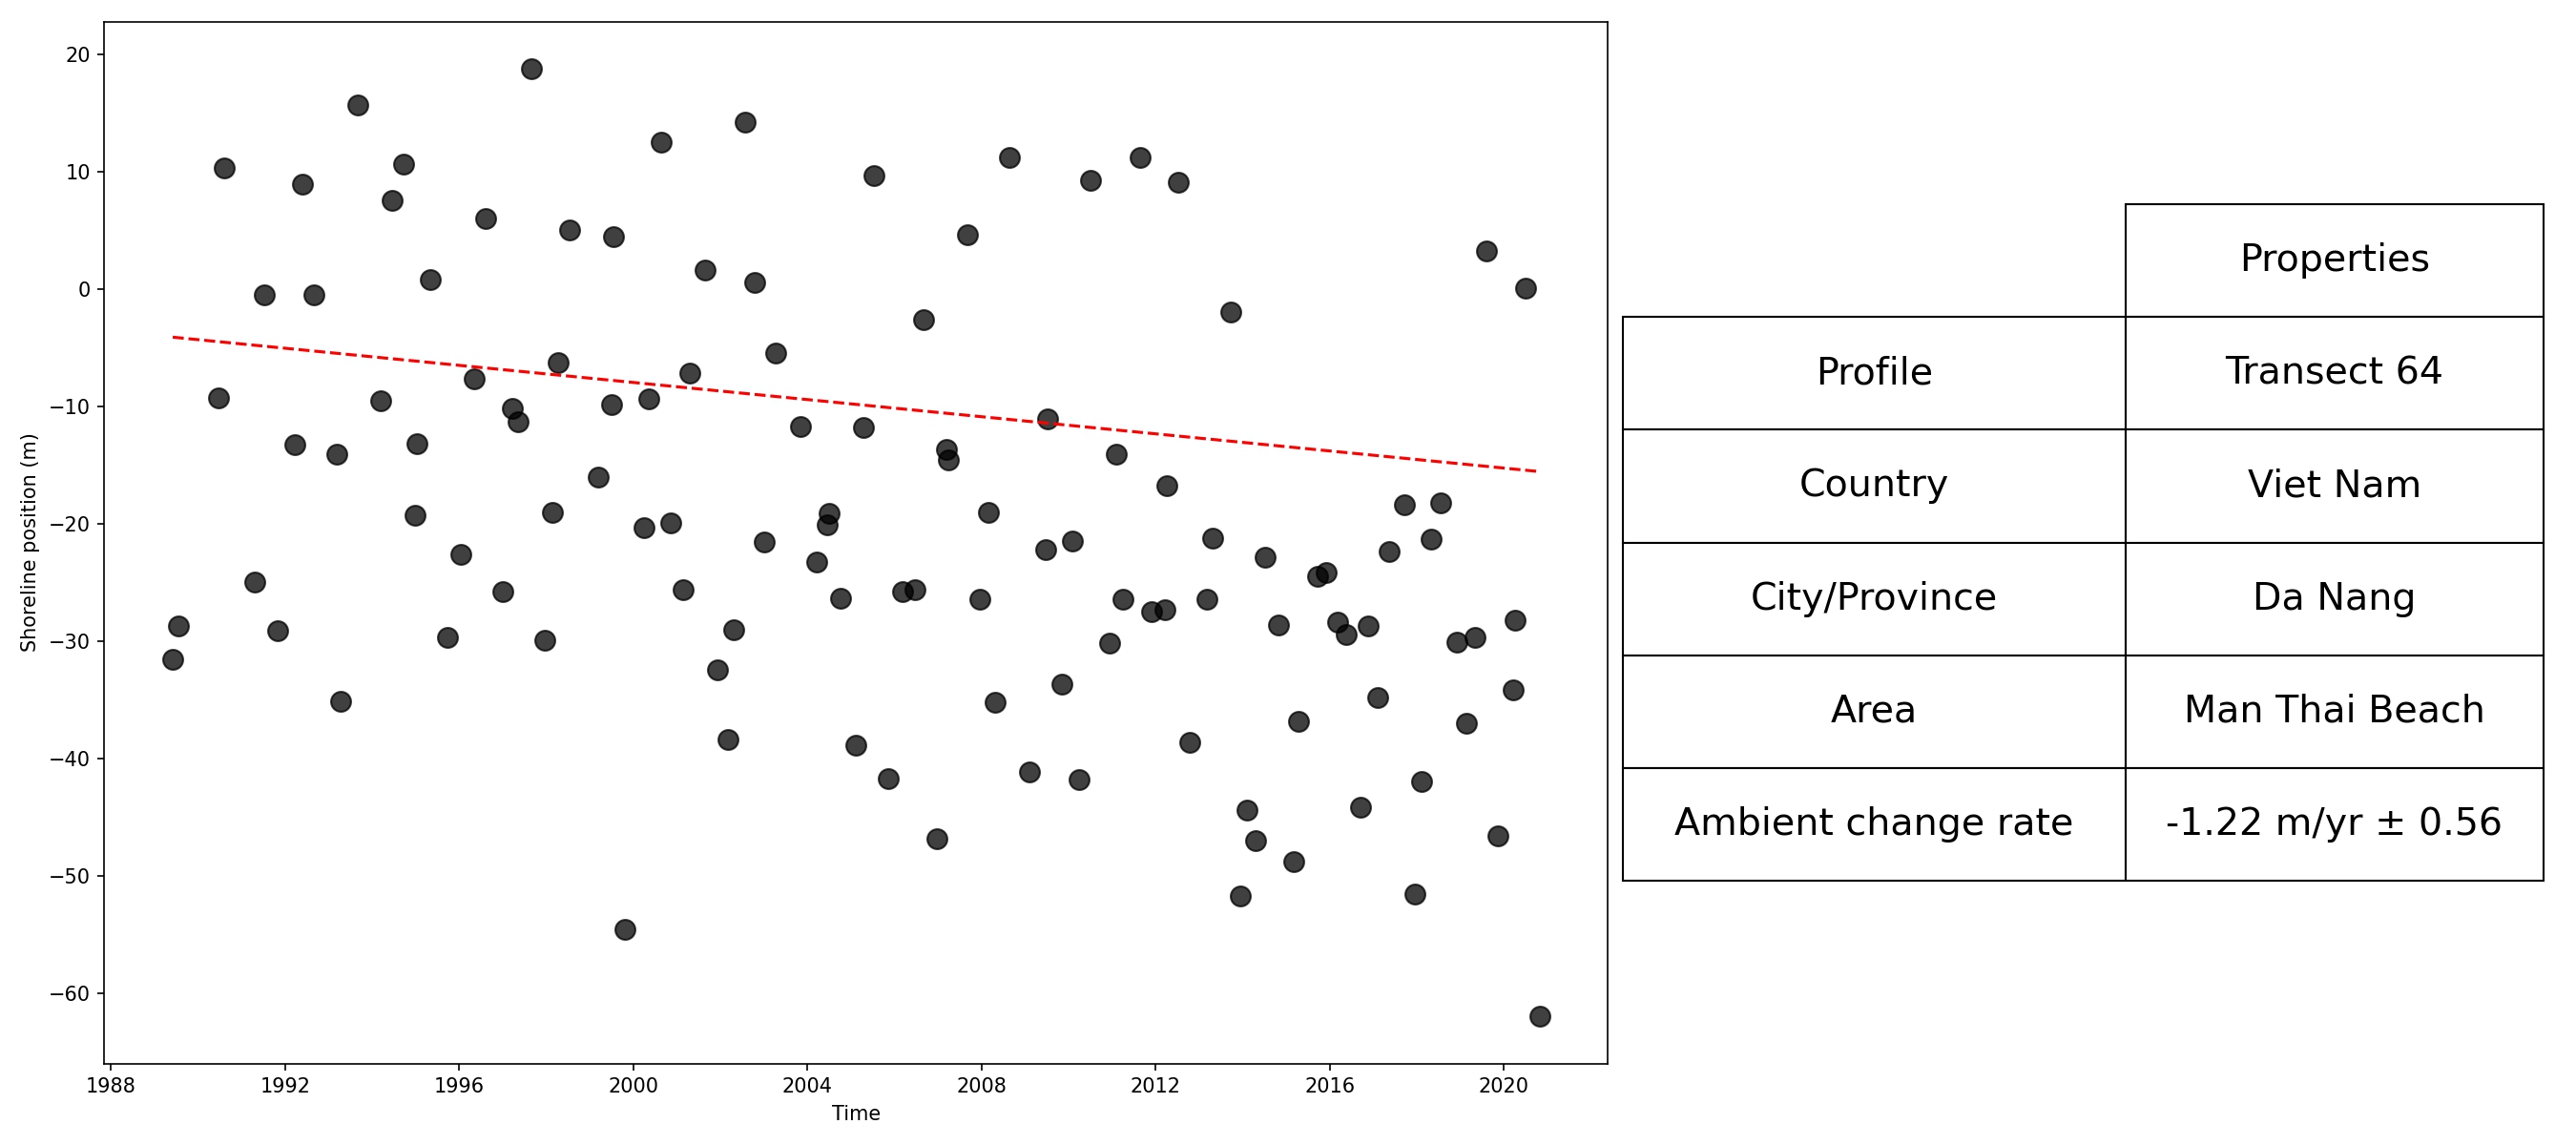 20
10
0
−10
−20
−30
−40
−50
−60
Shoreline position (m)
1988 1992 1996 2000 2004 2008 2012 2016 2020
Time
Properties
Profile Transect 64
Country Viet Nam
City/Province Da Nang
Area Man Thai Beach
Ambient change rate -1.22 m/yr ± 0.56